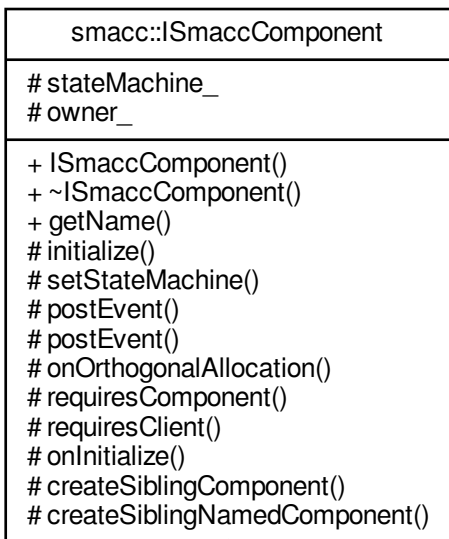 smacc::ISmaccComponent
# stateMachine_
# owner_
+ ISmaccComponent()
+ ~ISmaccComponent()
+ getName()
# initialize()
# setStateMachine()
# postEvent()
# postEvent()
# onOrthogonalAllocation()
# requiresComponent()
# requiresClient()
# onInitialize()
# createSiblingComponent()
# createSiblingNamedComponent()